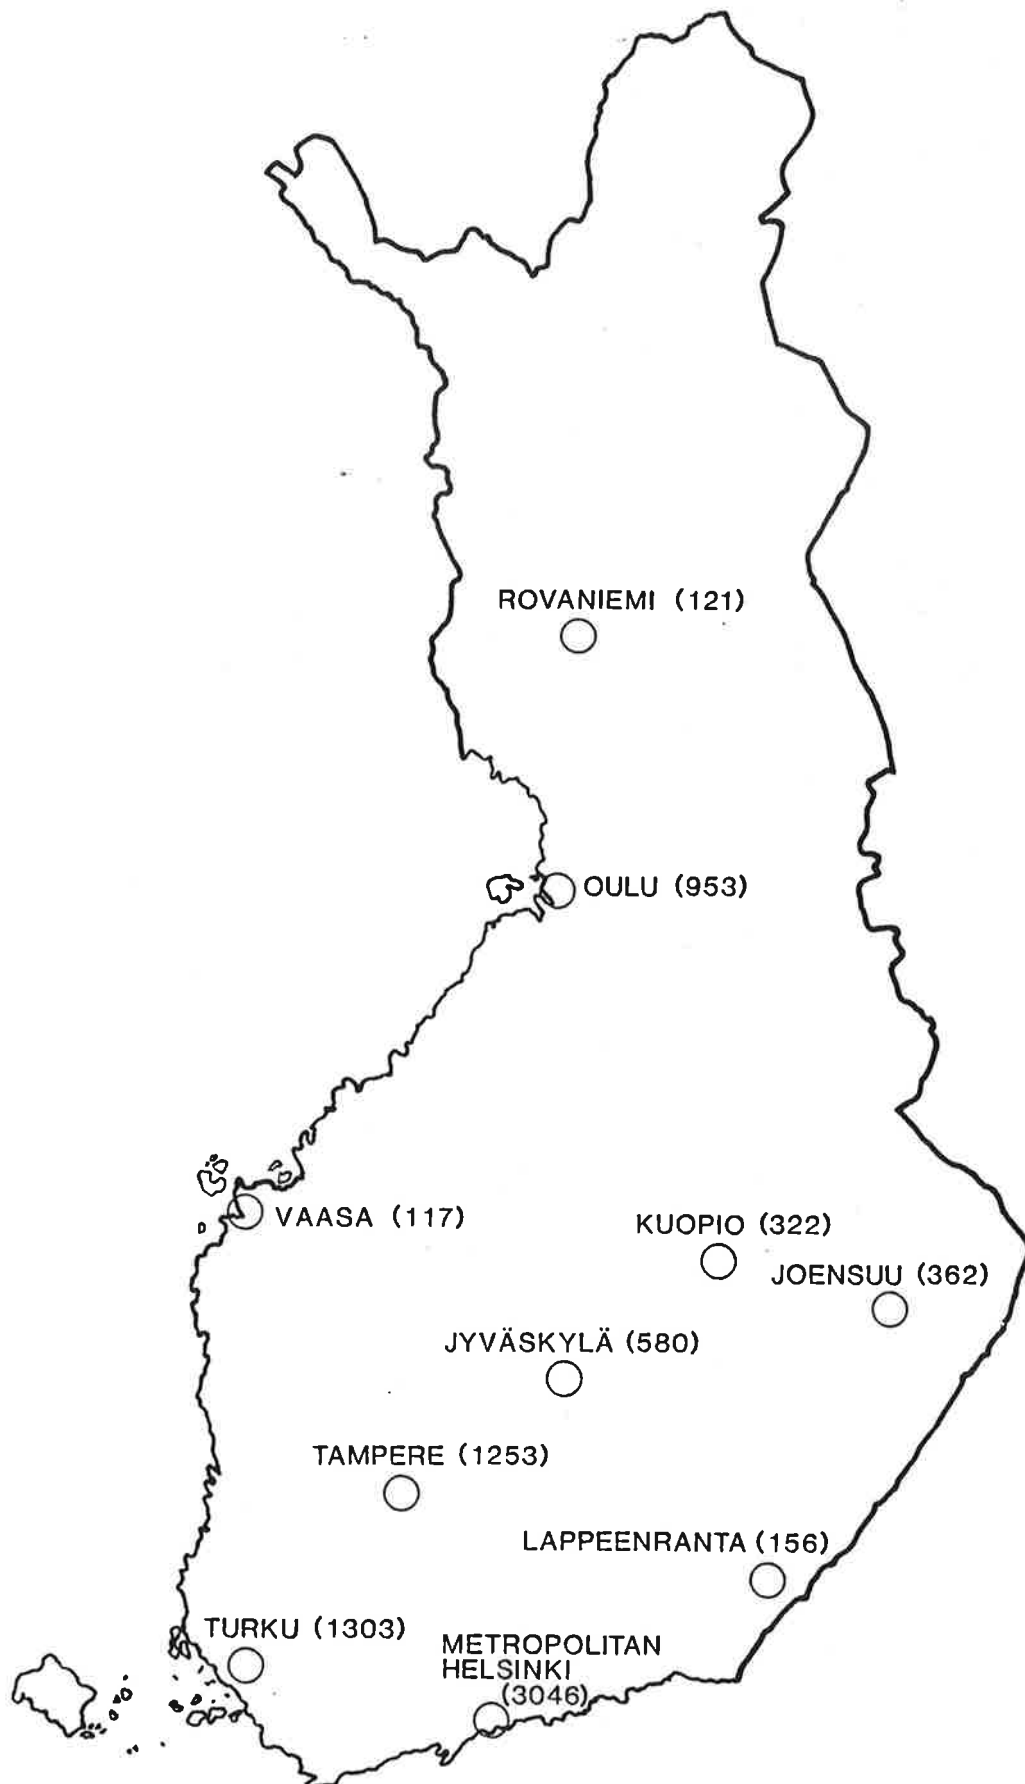 ROVANIEMI (121)
OULU (953)
VAASA (117)
KUOPIO (322)
JOENSUU (362)
JYVÄSKYLÄ (580)
TAMPERE (1253)
LAPPEENRANTA (156)
TURKU (1303)
METROPOLITAN
HELSINKI
(3046)